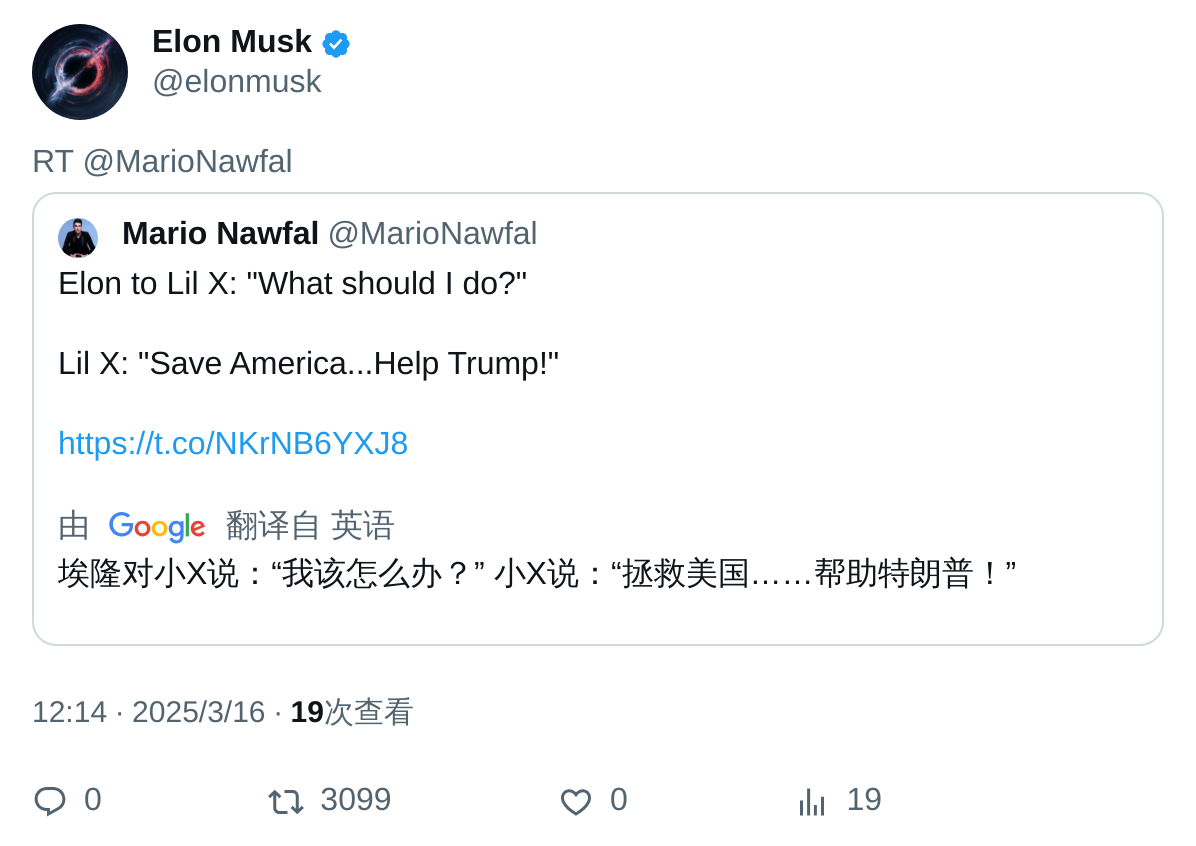 Elon Musk
@elonmusk
RT @MarioNawfal
Mario Nawfal @MarioNawfal
Elon to Lil X: "What should I do?"
Lil X: "Save America...Help Trump!"
https://t.co/NKrNB6YXJ8
由 Google 翻译自 英语
埃隆对小X说：“我该怎么办？” 小X说：“拯救美国……帮助特朗普！”
12:14 · 2025/3/16 · 19次查看
0 3099 0 19